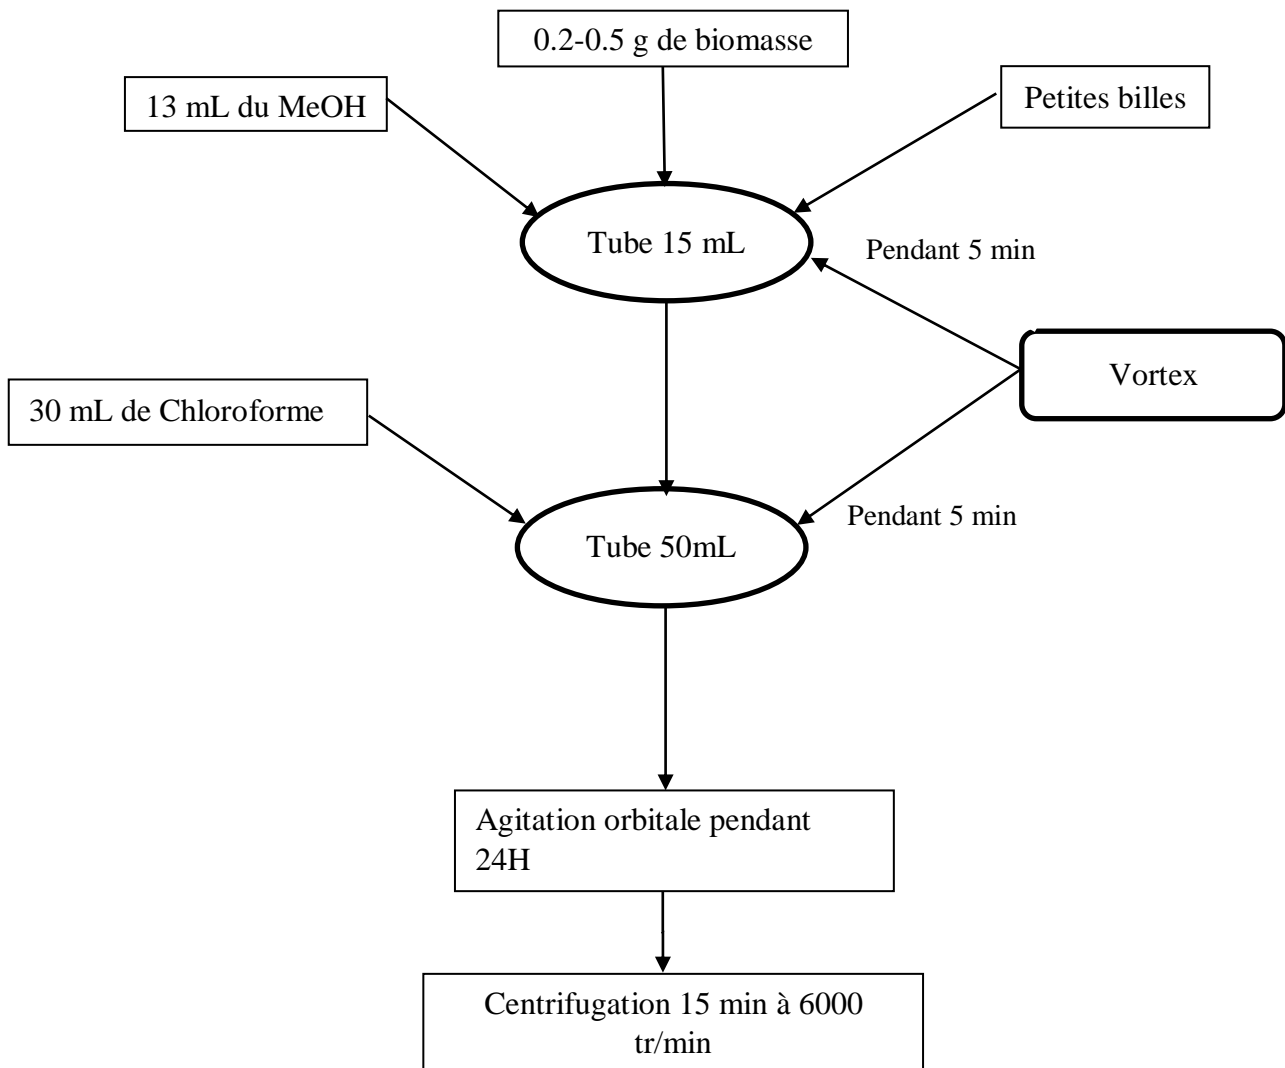 0.2-0.5 g de biomasse
13 mL du MeOH
Petites billes
Tube 15 mL
Pendant 5 min
Vortex
30 mL de Chloroforme
Pendant 5 min
Tube 50mL
Agitation orbitale pendant
24H
Centrifugation 15 min à 6000
tr/min